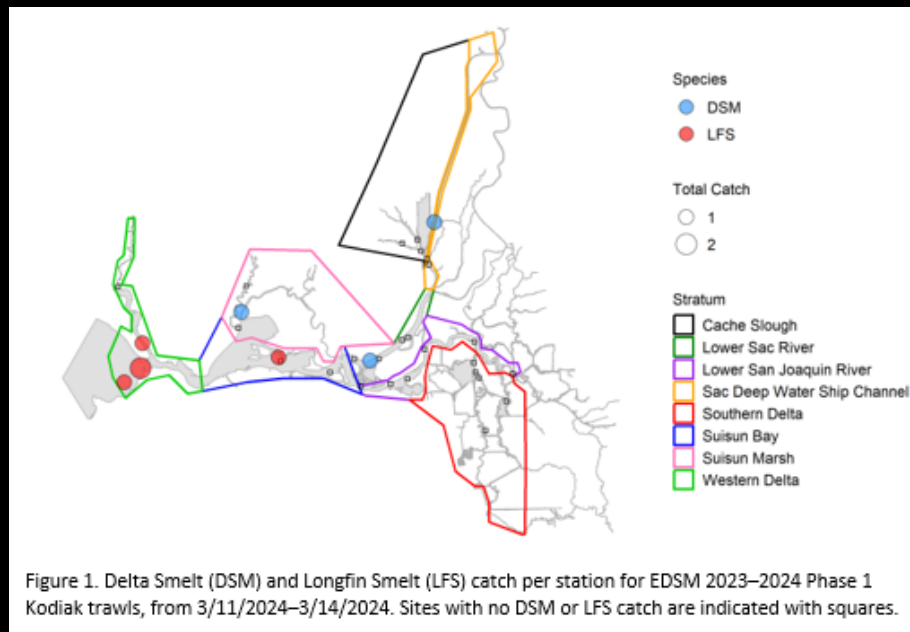 Species
DSM
LFS
Total Catch
1
2
Stratum
Cache Slough
Lower Sac River
Lower San Joaquin River
Sac Deep Water Ship Channel
Southern Delta
Suisun Bay
Suisun Marsh
Western Delta
Figure 1. Delta Smelt (DSM) and Longfin Smelt (LFS) catch per station for EDSM 2023–2024 Phase 1
Kodiak trawls, from 3/11/2024–3/14/2024. Sites with no DSM or LFS catch are indicated with squares.